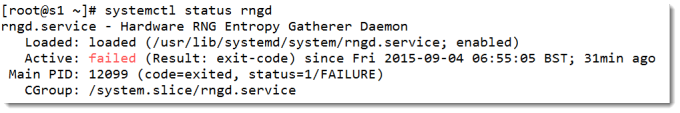 [root@s1 ~]# systemctl status rngd
rngd.service - Hardware RNG Entropy Gatherer Daemon
   Loaded: loaded (/usr/lib/systemd/system/rngd.service; enabled)
   Active: failed (Result: exit-code) since Fri 2015-09-04 06:55:05 BST; 31min ago
 Main PID: 12099 (code=exited, status=1/FAILURE)
   CGroup: /system.slice/rngd.service